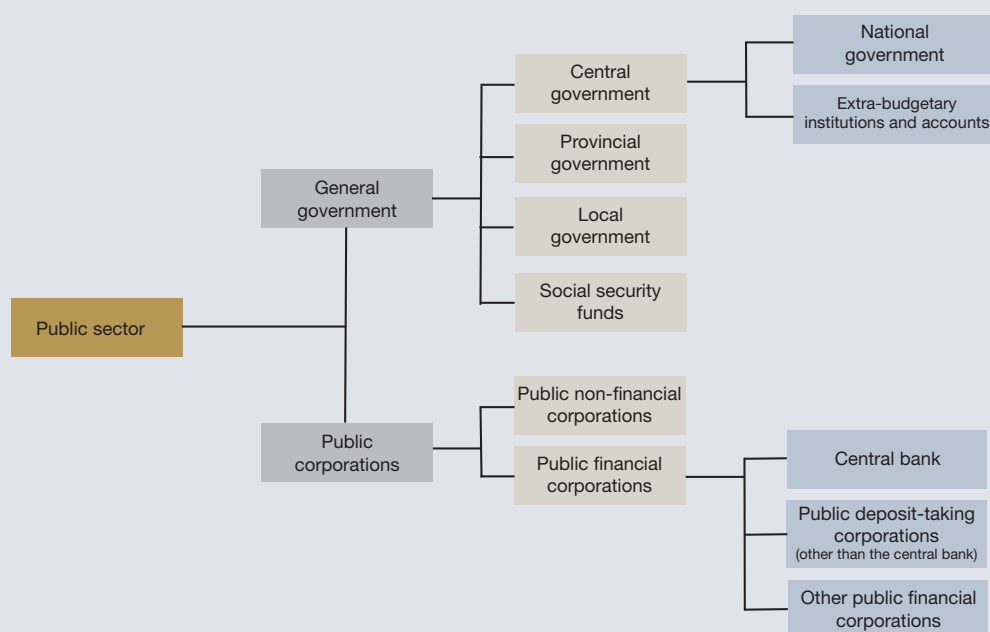 Public sector
General
government
Public
corporations
Central
government
Provincial
government
Local
government
Social security
funds
Public non-financial
corporations
Public financial
corporations
National
government
Extra-budgetary
institutions and accounts
Central bank
Public deposit-taking
corporations
(other than the central bank)
Other public financial
corporations